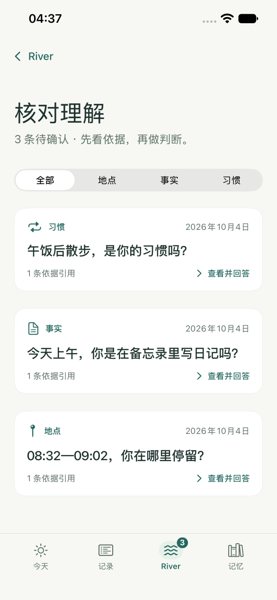 04:37
River
核对理解
3 条待确认 · 先看依据，再做判断。
全部 地点 事实 习惯
习惯 2026年10月4日
午饭后散步，是你的习惯吗？
1 条依据引用 查看并回答
事实 2026年10月4日
今天上午，你是在备忘录里写日记吗？
1 条依据引用 查看并回答
地点 2026年10月4日
08:32—09:02，你在哪里停留？
1 条依据引用 查看并回答
3
今天 记录 River 记忆